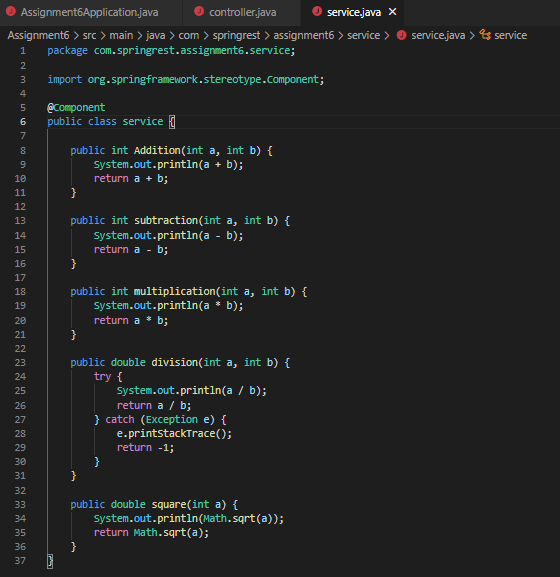 Assignment6Application.java controller.java service.java ×
Assignment6 > src > main > java > com > springrest > assignment6 > service > service.java > service
1 package com.springrest.assignment6.service;
2
3 import org.springframework.stereotype.Component;
4
5 @Component
6 public class service {
7
8     public int Addition(int a, int b) {
9         System.out.println(a + b);
10         return a + b;
11     }
12
13     public int subtraction(int a, int b) {
14         System.out.println(a - b);
15         return a - b;
16     }
17
18     public int multiplication(int a, int b) {
19         System.out.println(a * b);
20         return a * b;
21     }
22
23     public double division(int a, int b) {
24         try {
25             System.out.println(a / b);
26             return a / b;
27         } catch (Exception e) {
28             e.printStackTrace();
29             return -1;
30         }
31     }
32
33     public double square(int a) {
34         System.out.println(Math.sqrt(a));
35         return Math.sqrt(a);
36     }
37 }